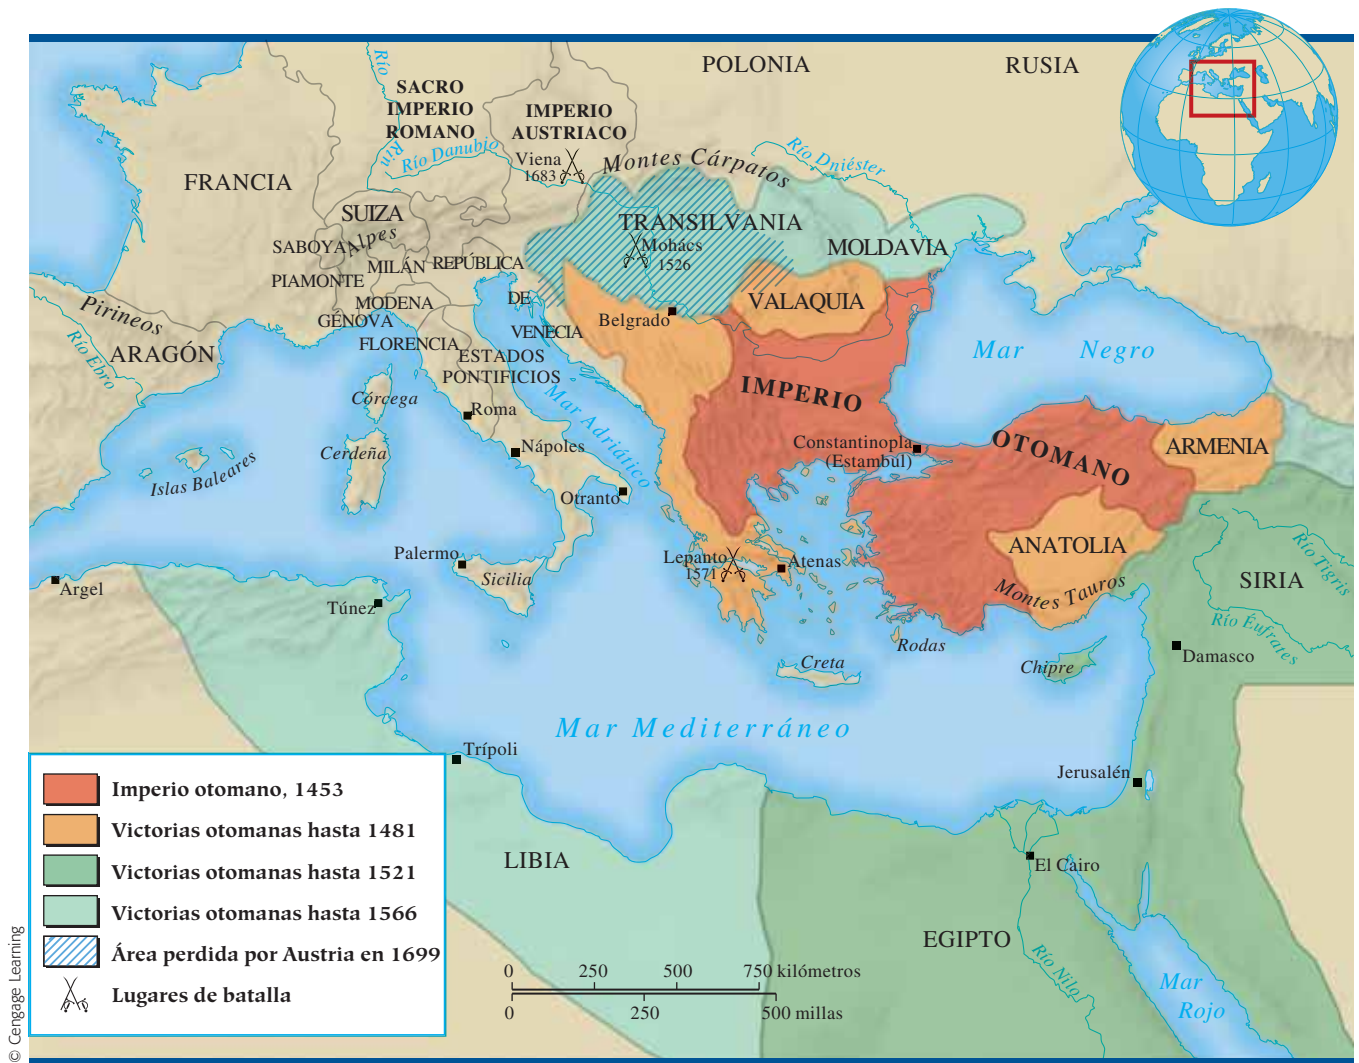 POLONIA
RUSIA
Río
Rin
SACRO
IMPERIO
ROMANO
IMPERIO
AUSTRIACO
Río Danubio
Viena
1683
Montes Cárpatos
Río Dniéster
FRANCIA
SUIZA
Alpes
SABOYA
PIAMONTE
MILÁN
REPÚBLICA
DE
VENECIA
MODENA
GÉNOVA
FLORENCIA
ESTADOS
PONTIFICIOS
TRANSILVANIA
Mohács
1526
MOLDAVIA
VALAQUIA
Belgrado
Pirineos
Río Ebro
ARAGÓN
Córcega
Roma
Mar Adriático
Nápoles
Cerdeña
Islas Baleares
Otranto
IMPERIO
OTOMANO
Mar Negro
Constantinopla
(Estambul)
ARMENIA
ANATOLIA
Montes Tauros
Lepanto
1571
Atenas
Palermo
Sicilia
Argel
Túnez
SIRIA
Río Tigris
Río Éufrates
Creta
Rodas
Chipre
Damasco
Mar Mediterráneo
Trípoli
Jerusalén
LIBIA
El Cairo
EGIPTO
Río Nilo
Mar
Rojo
Imperio otomano, 1453
Victorias otomanas hasta 1481
Victorias otomanas hasta 1521
Victorias otomanas hasta 1566
Área perdida por Austria en 1699
Lugares de batalla
0 250 500 750 kilómetros
0 250 500 millas
© Cengage Learning